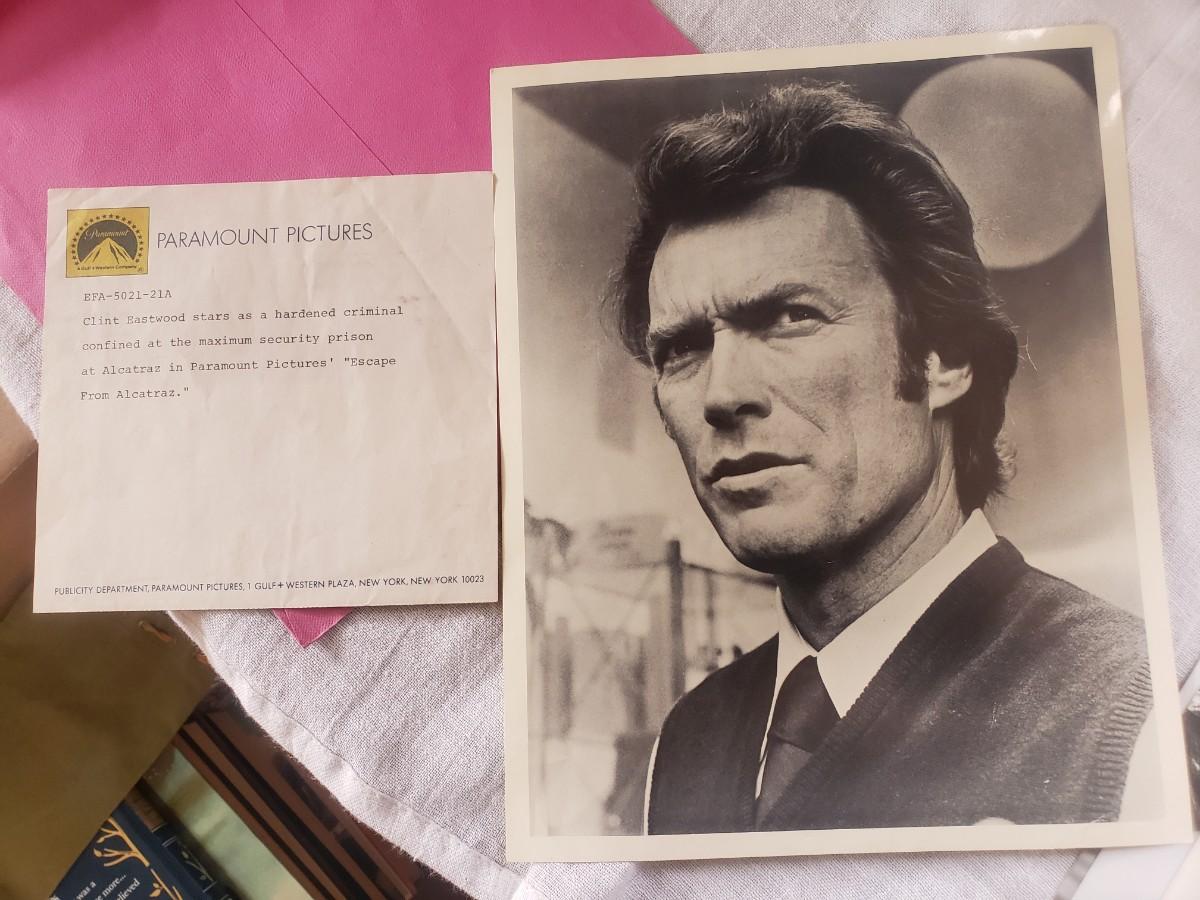 Paramount
A Gulf + Western Company
PARAMOUNT PICTURES
EFA-5021-21A
Clint Eastwood stars as a hardened criminal
confined at the maximum security prison
at Alcatraz in Paramount Pictures' "Escape
From Alcatraz."
PUBLICITY DEPARTMENT, PARAMOUNT PICTURES, 1 GULF+WESTERN PLAZA, NEW YORK, NEW YORK 10023
was a
more...